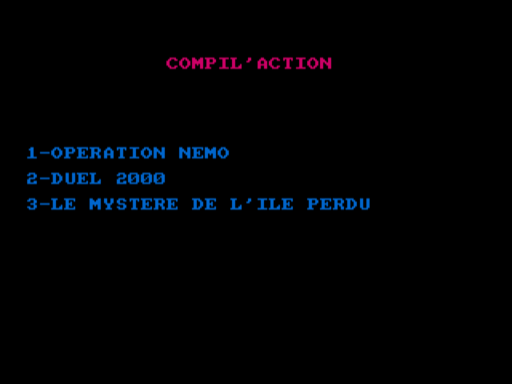 COMPIL'ACTION
1-OPERATION NEMO
2-DUEL 2000
3-LE MYSTERE DE L'ILE PERDU